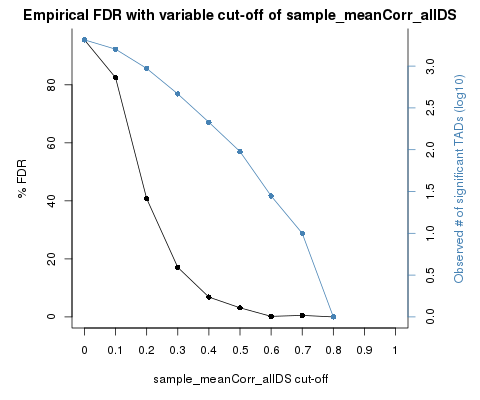 Empirical FDR with variable cut-off of sample_meanCorr_allDS
80
60
40
20
0
% FDR
3.0
2.5
2.0
1.5
1.0
0.5
0.0
Observed # of significant TADs (log10)
0 0.1 0.2 0.3 0.4 0.5 0.6 0.7 0.8 0.9 1
sample_meanCorr_allDS cut-off